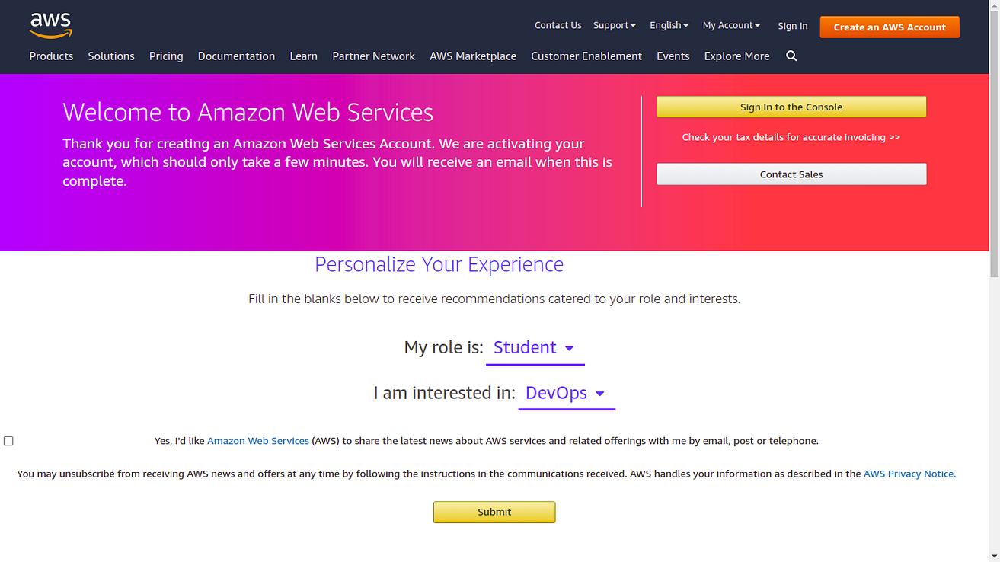 aws
Contact Us Support English My Account Sign In Create an AWS Account
Products Solutions Pricing Documentation Learn Partner Network AWS Marketplace Customer Enablement Events Explore More
Welcome to Amazon Web Services
Thank you for creating an Amazon Web Services Account. We are activating your
account, which should only take a few minutes. You will receive an email when this is
complete.
Sign In to the Console
Check your tax details for accurate Invoicing >>
Contact Sales
Personalize Your Experience
Fill in the blanks below to receive recommendations catered to your role and interests.
My role is: Student
I am interested in: DevOps
Yes, I'd like Amazon Web Services (AWS) to share the latest news about AWS services and related offerings with me by email, post or telephone.
You may unsubscribe from receiving AWS news and offers at any time by following the instructions in the communications received. AWS handles your information as described in the AWS Privacy Notice.
Submit